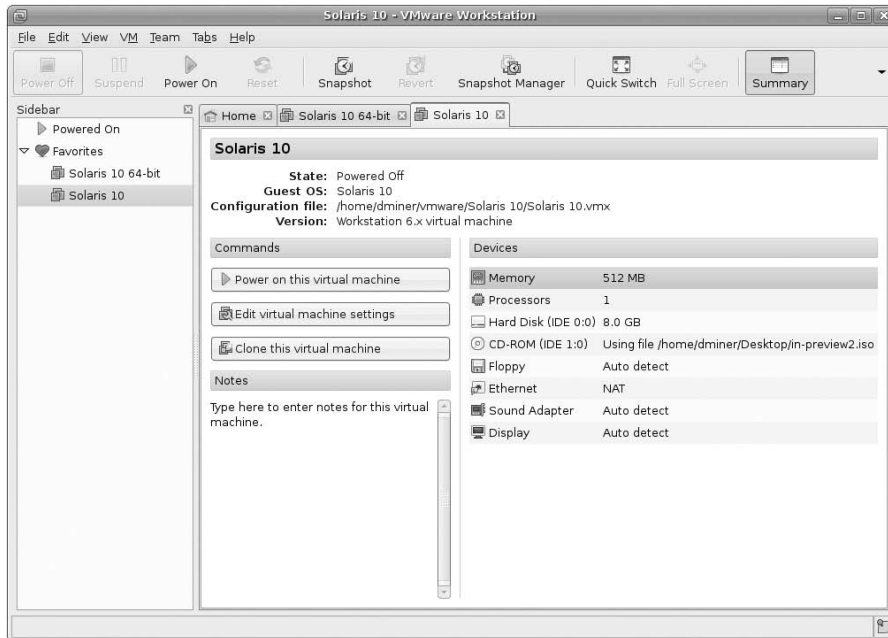 Solaris 10 - VMware Workstation
File Edit View VM Team Tabs Help
Power Off Suspend Power On Reset Snapshot Revert Snapshot Manager Quick Switch Full Screen Summary
Sidebar
Powered On
Favorites
Solaris 10 64-bit
Solaris 10
Home Solaris 10 64-bit Solaris 10
Solaris 10
State: Powered Off
Guest OS: Solaris 10
Configuration file: /home/dminer/vmware/Solaris 10/Solaris 10.vmx
Version: Workstation 6.x virtual machine
Commands
Power on this virtual machine
Edit virtual machine settings
Clone this virtual machine
Notes
Type here to enter notes for this virtual
machine.
Devices
Memory 512 MB
Processors 1
Hard Disk (IDE 0:0) 8.0 GB
CD-ROM (IDE 1:0) Using file /home/dminer/Desktop/in-preview2.iso
Floppy Auto detect
Ethernet NAT
Sound Adapter Auto detect
Display Auto detect